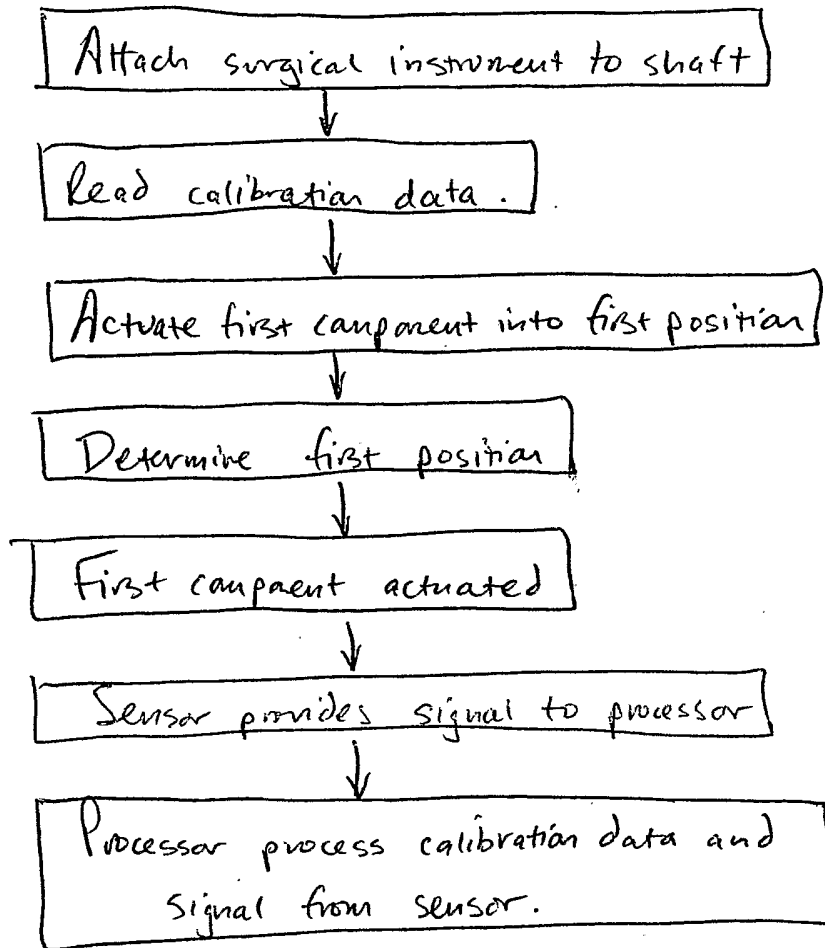 Attach surgical instrument to shaft
Read calibration data.
Actuate first component into first position
Determine first position
First component actuated
Sensor provides signal to processor
Processor process calibration data and
signal from sensor.